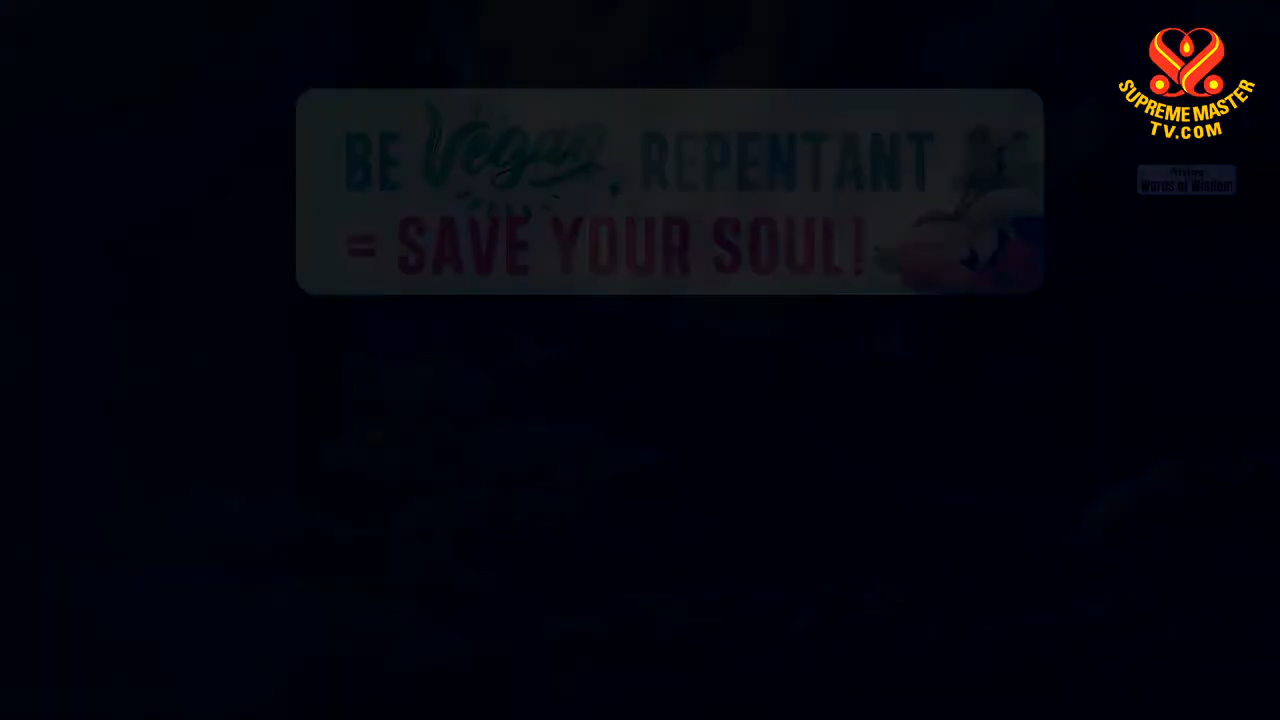 BE Vegan, REPENTANT
= SAVE YOUR SOUL!
SUPREME MASTER
TV.COM
Words of Wisdom